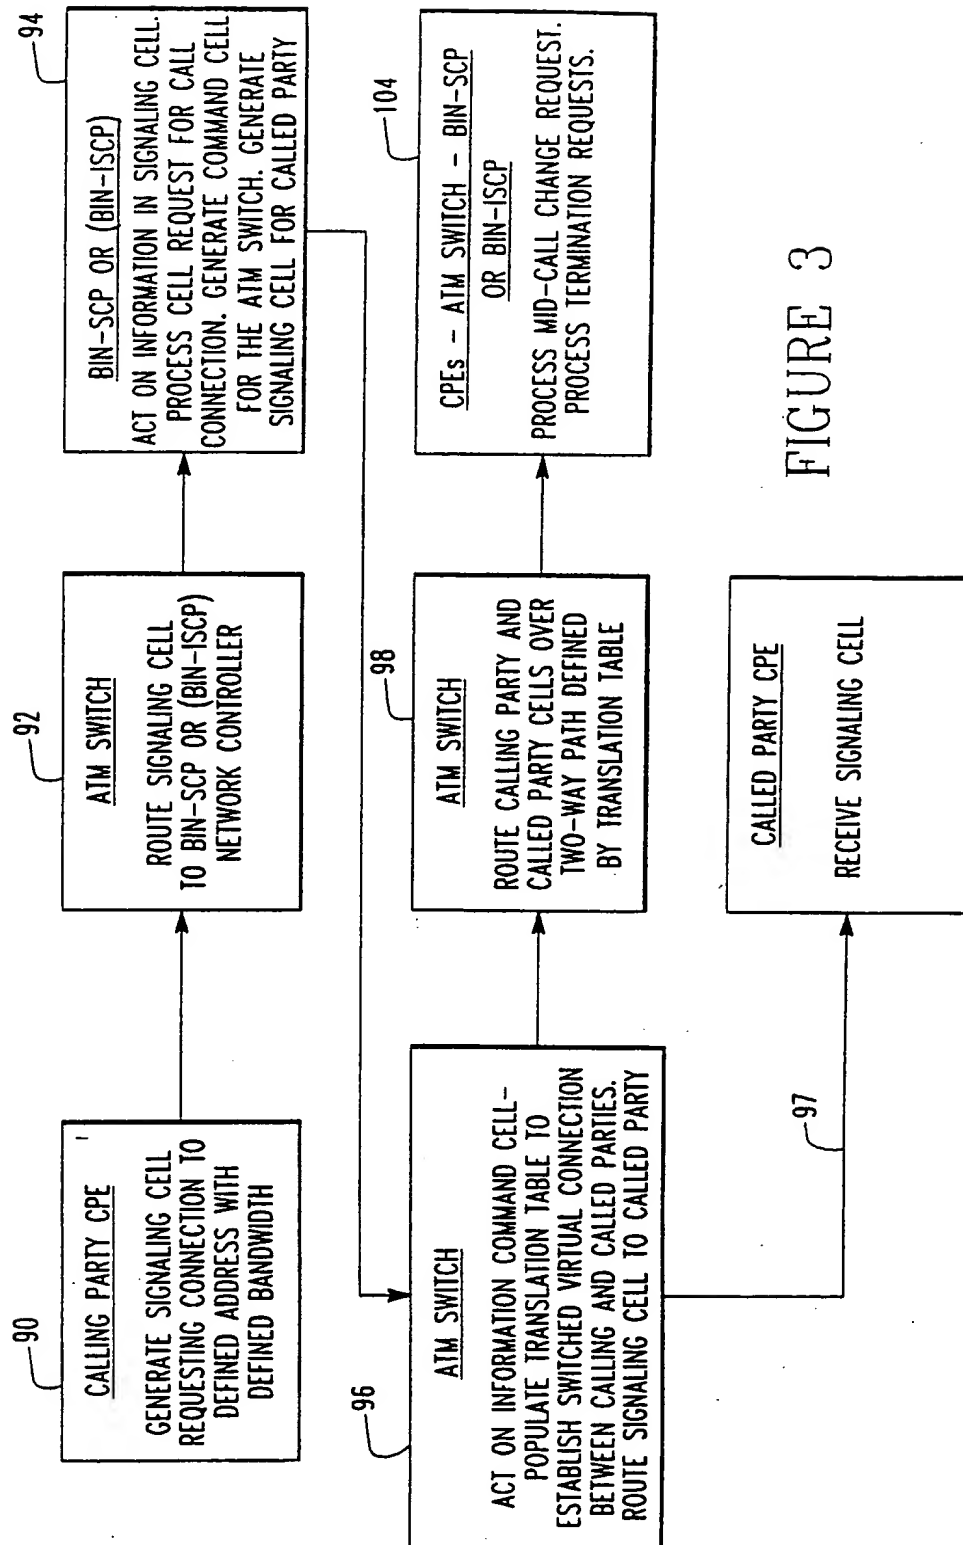 90
CALLING PARTY CPE
GENERATE SIGNALING CELL
REQUESTING CONNECTION TO
DEFINED ADDRESS WITH
DEFINED BANDWIDTH
92
ATM SWITCH
ROUTE SIGNALING CELL
TO BIN-SCP OR (BIN-ISCP)
NETWORK CONTROLLER
94
BIN-SCP OR (BIN-ISCP)
ACT ON INFORMATION IN SIGNALING CELL.
PROCESS CELL REQUEST FOR CALL
CONNECTION. GENERATE COMMAND CELL
FOR THE ATM SWITCH. GENERATE
SIGNALING CELL FOR CALLED PARTY
96
ATM SWITCH
ACT ON INFORMATION COMMAND CELL-
POPULATE TRANSLATION TABLE TO
ESTABLISH SWITCHED VIRTUAL CONNECTION
BETWEEN CALLING AND CALLED PARTIES.
ROUTE SIGNALING CELL TO CALLED PARTY
98
ATM SWITCH
ROUTE CALLING PARTY AND
CALLED PARTY CELLS OVER
TWO-WAY PATH DEFINED
BY TRANSLATION TABLE
104
CPEs - ATM SWITCH - BIN-SCP
OR BIN-ISCP
PROCESS MID-CALL CHANGE REQUEST.
PROCESS TERMINATION REQUESTS.
97
CALLED PARTY CPE
RECEIVE SIGNALING CELL
FIGURE 3